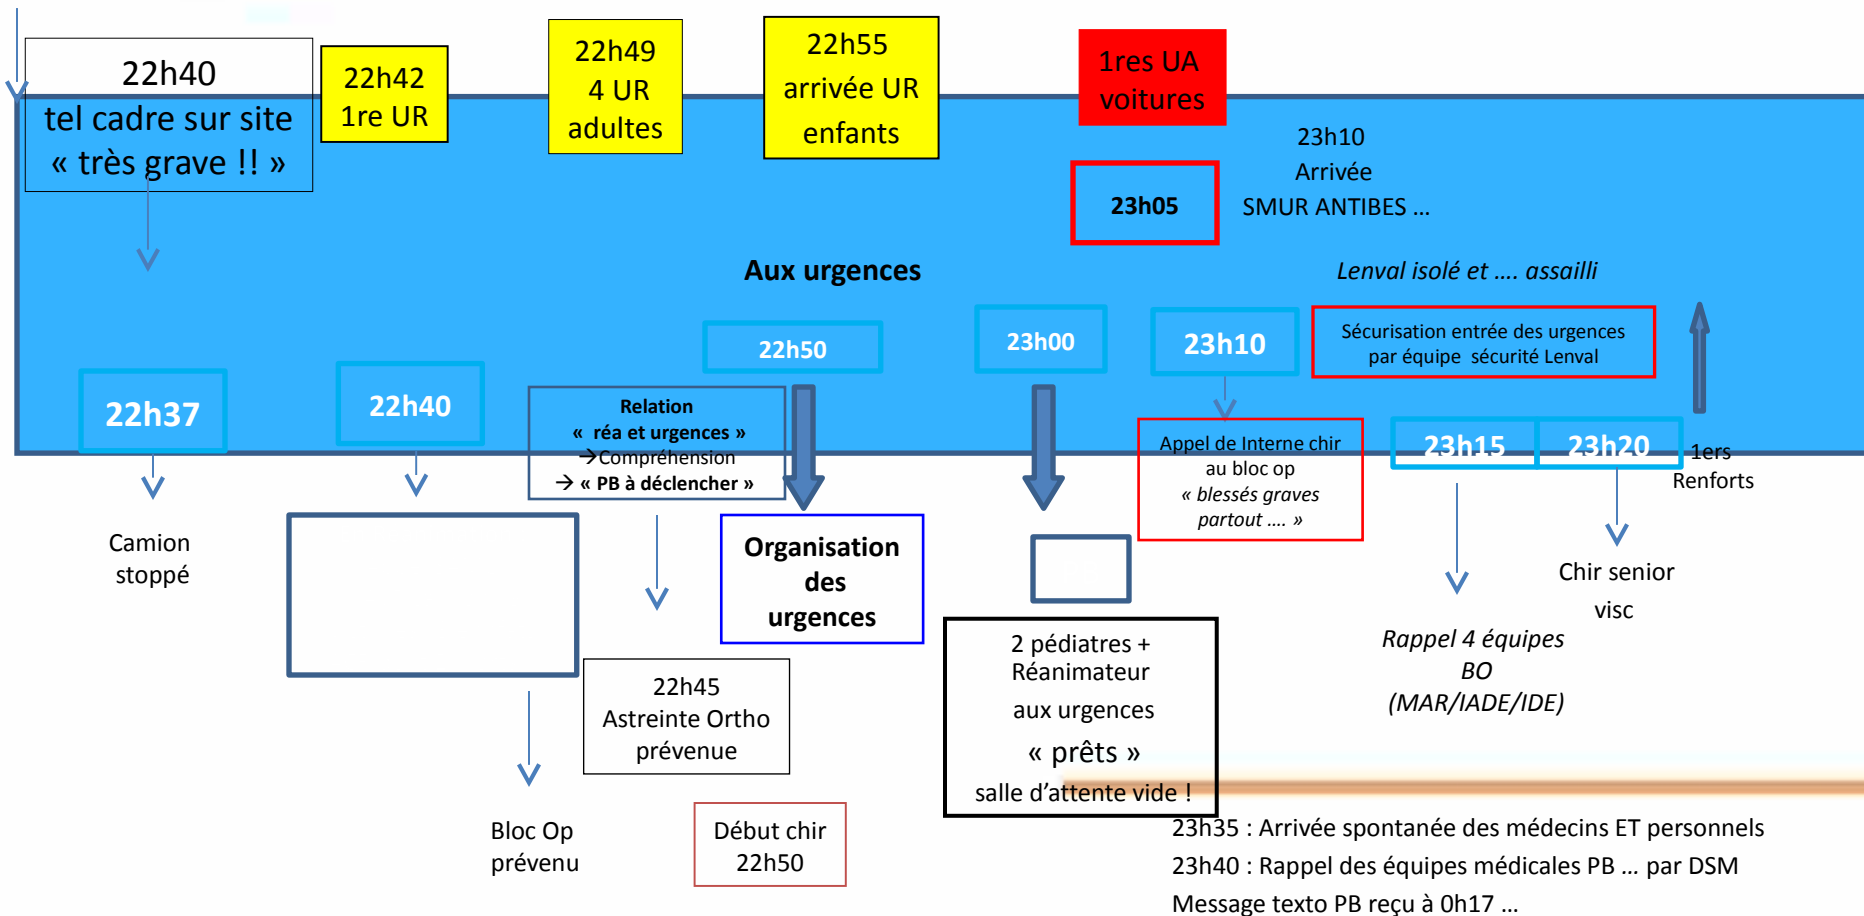 22h40
tel cadre sur site
« très grave !! »
22h42
1re UR
22h49
4 UR
adultes
22h55
arrivée UR
enfants
1res UA
voitures
23h05
23h10
Arrivée
SMUR ANTIBES ...
Aux urgences
Lenval isolé et .... assailli
22h37
22h40
Relation
« réa et urgences »
→Compréhension
→ « PB à déclencher »
22h50
23h00
23h10
Sécurisation entrée des urgences
par équipe sécurité Lenval
Appel de Interne chir
au bloc op
« blessés graves
partout .... »
23h15
23h20
1ers
Renforts
Camion
stoppé
Organisation
des
urgences
Chir senior
visc
22h45
Astreinte Ortho
prévenue
2 pédiatres +
Réanimateur
aux urgences
« prêts »
salle d’attente vide !
Rappel 4 équipes
BO
(MAR/IADE/IDE)
Bloc Op
prévenu
Début chir
22h50
23h35 : Arrivée spontanée des médecins ET personnels
23h40 : Rappel des équipes médicales PB ... par DSM
Message texto PB reçu à 0h17 ...